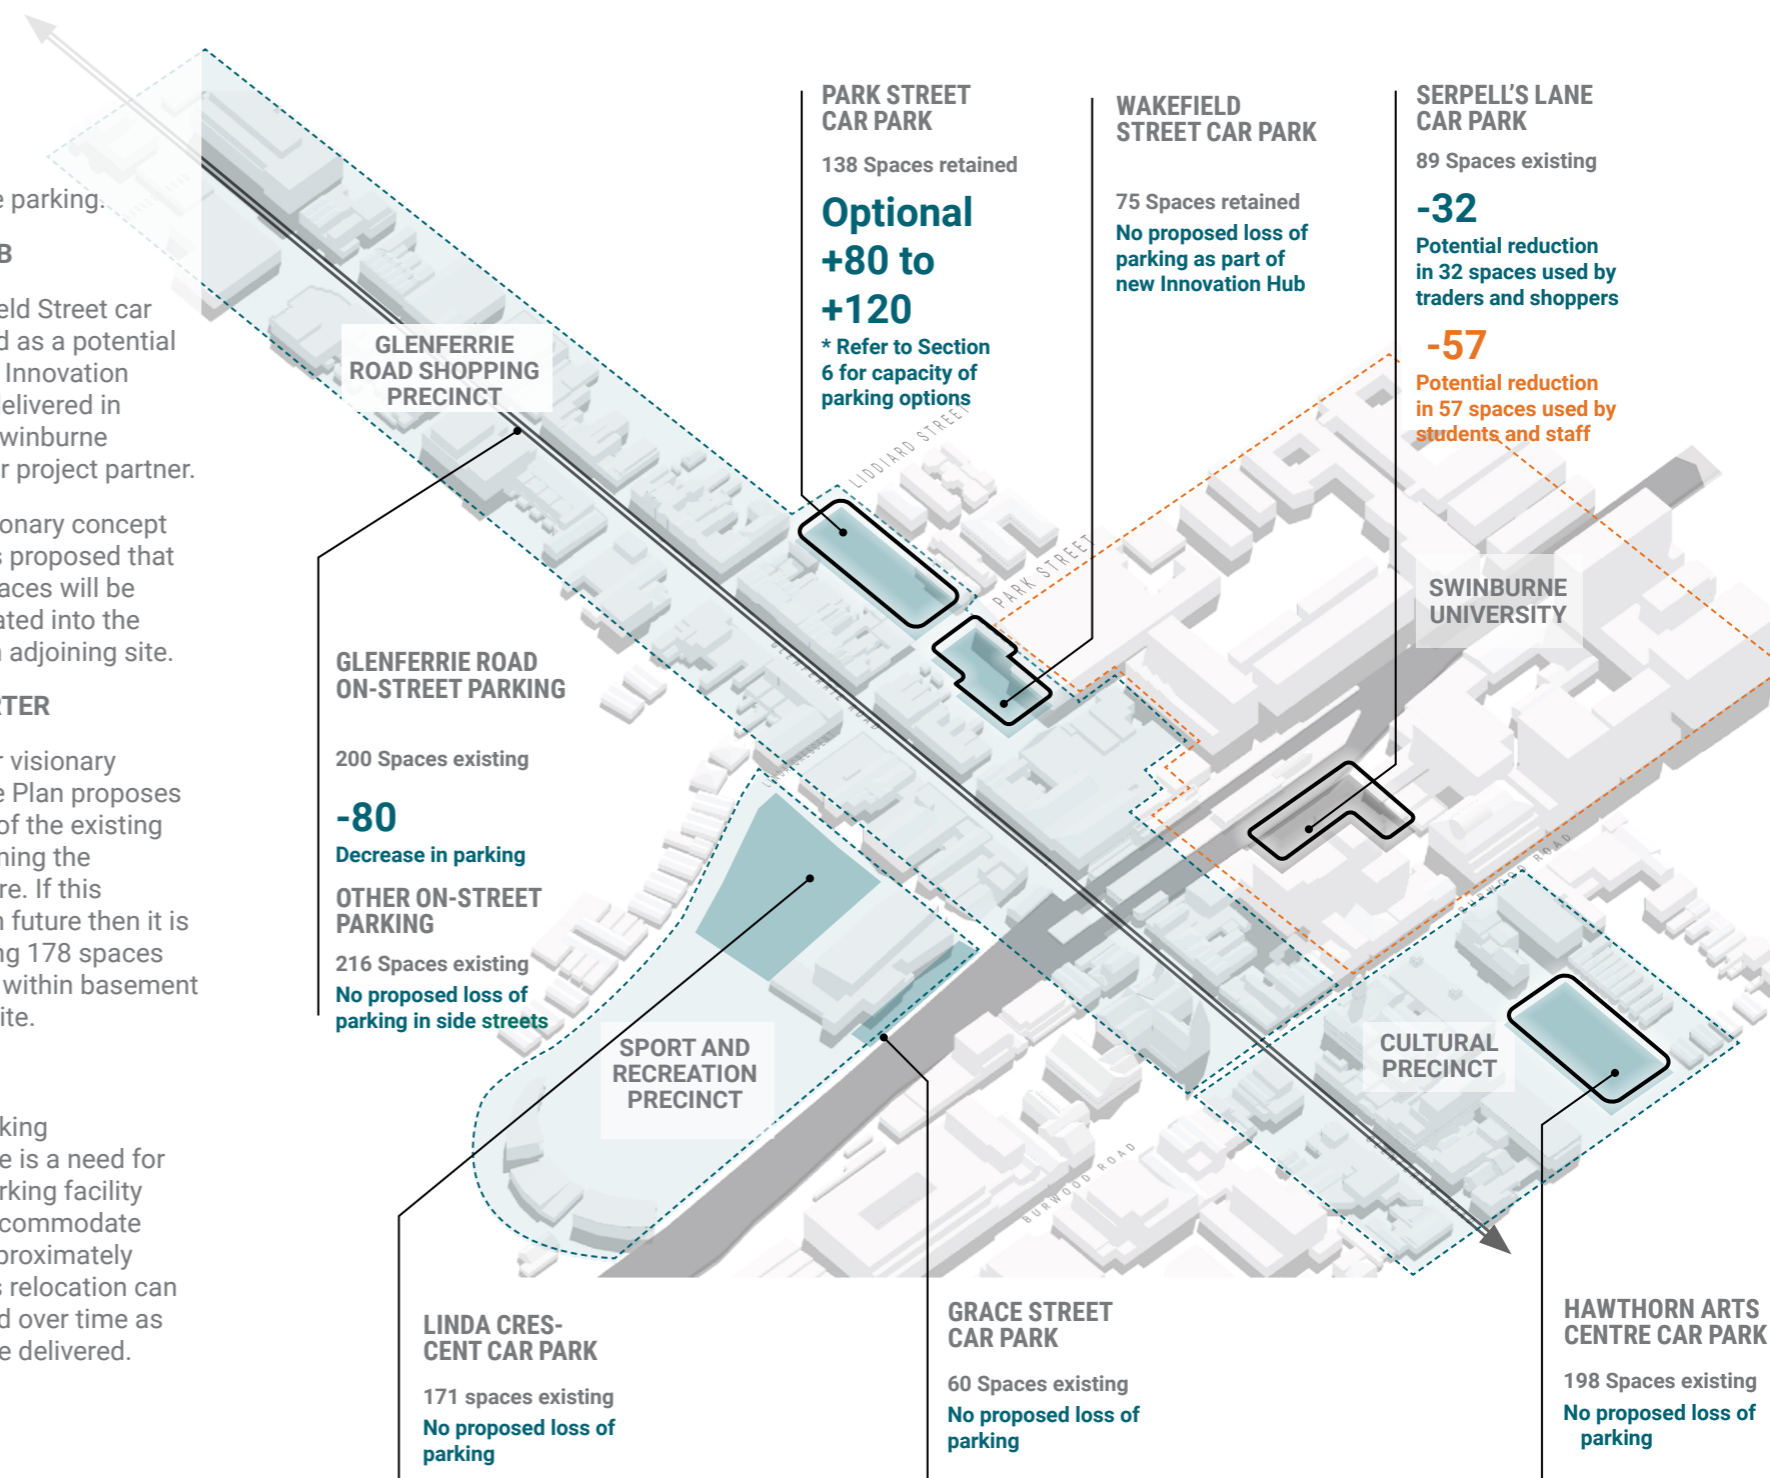 e parking.
B
eld Street car
d as a potential
Innovation
delivered in
winburne
r project partner.
onary concept
s proposed that
aces will be
ated into the
n adjoining site.
RTER
r visionary
e Plan proposes
of the existing
ning the
re. If this
n future then it is
ng 178 spaces
within basement
ite.
king
e is a need for
rking facility
commodate
proximately
s relocation can
d over time as
e delivered.
PARK STREET
CAR PARK
138 Spaces retained
Optional
+80 to
+120
* Refer to Section
6 for capacity of
parking options
WAKEFIELD
STREET CAR PARK
75 Spaces retained
No proposed loss of
parking as part of
new Innovation Hub
SERPELL'S LANE
CAR PARK
89 Spaces existing
-32
Potential reduction
in 32 spaces used by
traders and shoppers
-57
Potential reduction
in 57 spaces used by
students and staff
GLENFERRIE
ROAD SHOPPING
PRECINCT
LIDDIARD STREET
PARK STREET
SWINBURNE
UNIVERSITY
GLENFERRIE ROAD
ON-STREET PARKING
200 Spaces existing
-80
Decrease in parking
OTHER ON-STREET
PARKING
216 Spaces existing
No proposed loss of
parking in side streets
GLENFERRIE ROAD
SPORT AND
RECREATION
PRECINCT
CULTURAL
PRECINCT
BURWOOD ROAD
BURWOOD ROAD
LINDA CRES-
CENT CAR PARK
171 spaces existing
No proposed loss of
parking
GRACE STREET
CAR PARK
60 Spaces existing
No proposed loss of
parking
HAWTHORN ARTS
CENTRE CAR PARK
198 Spaces existing
No proposed loss of
parking